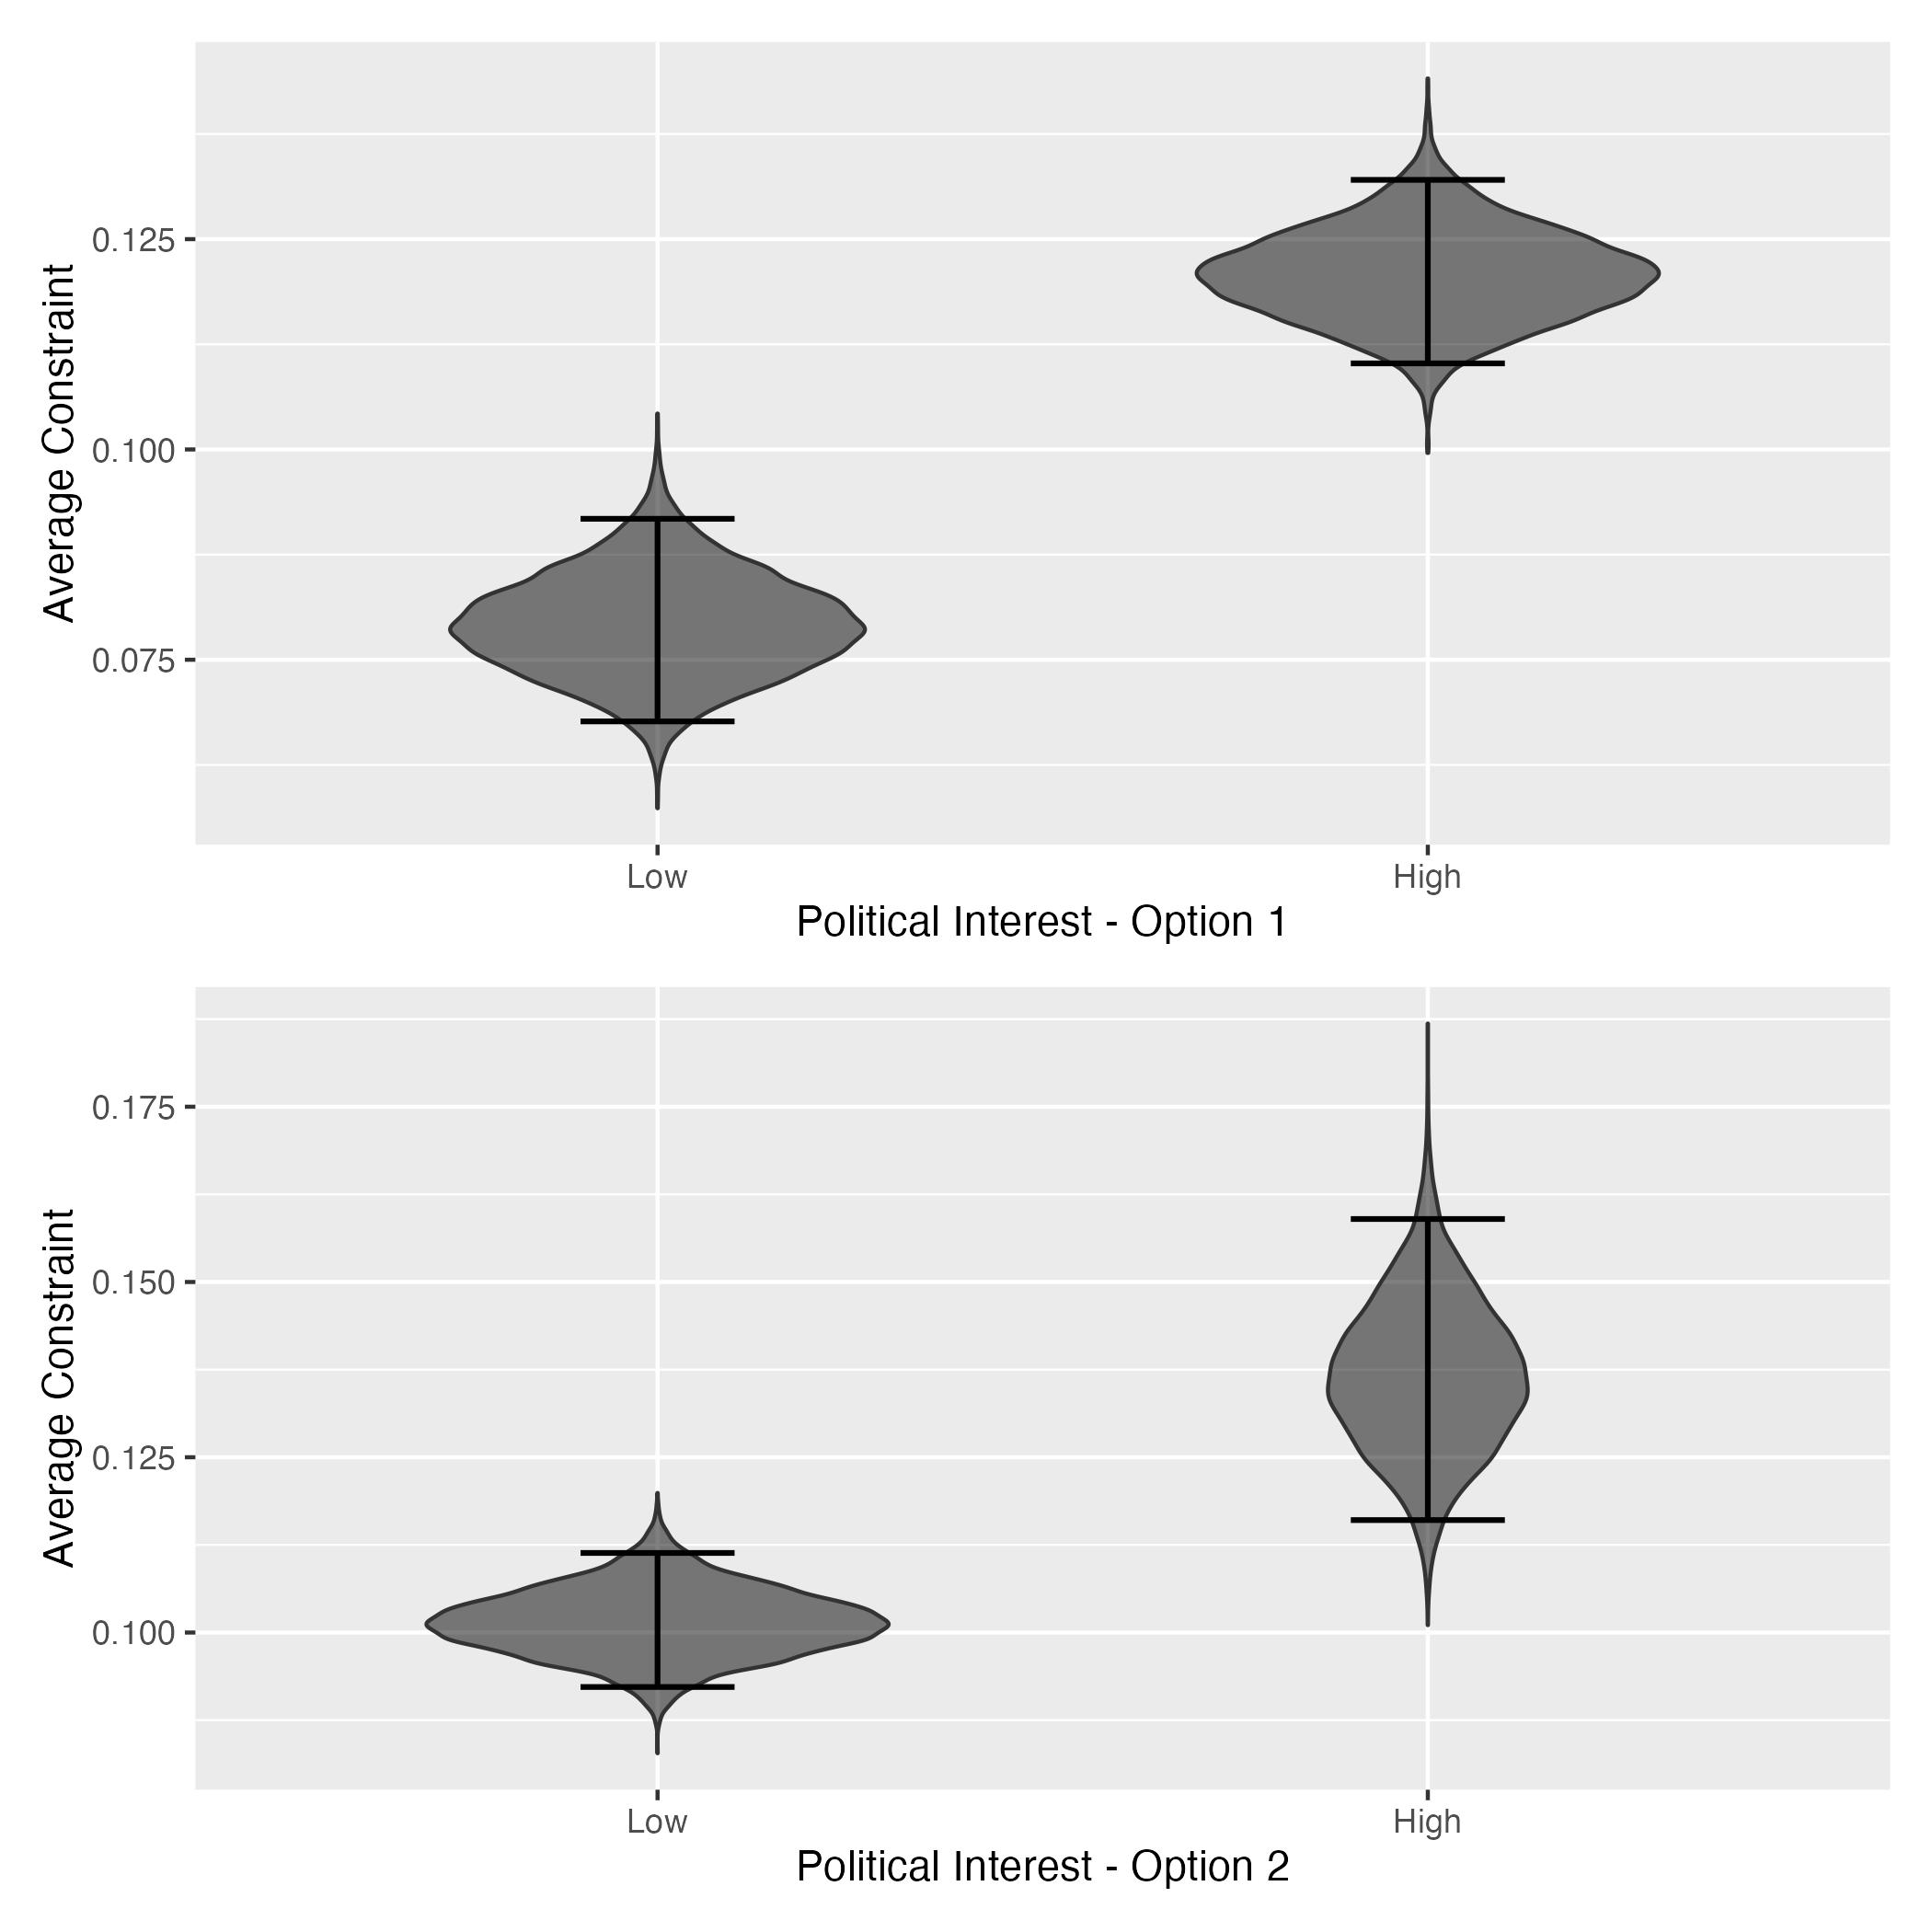 Average Constraint
0.125
0.100
0.075
Low
High
Political Interest - Option 1
Average Constraint
0.175
0.150
0.125
0.100
Low
High
Political Interest - Option 2